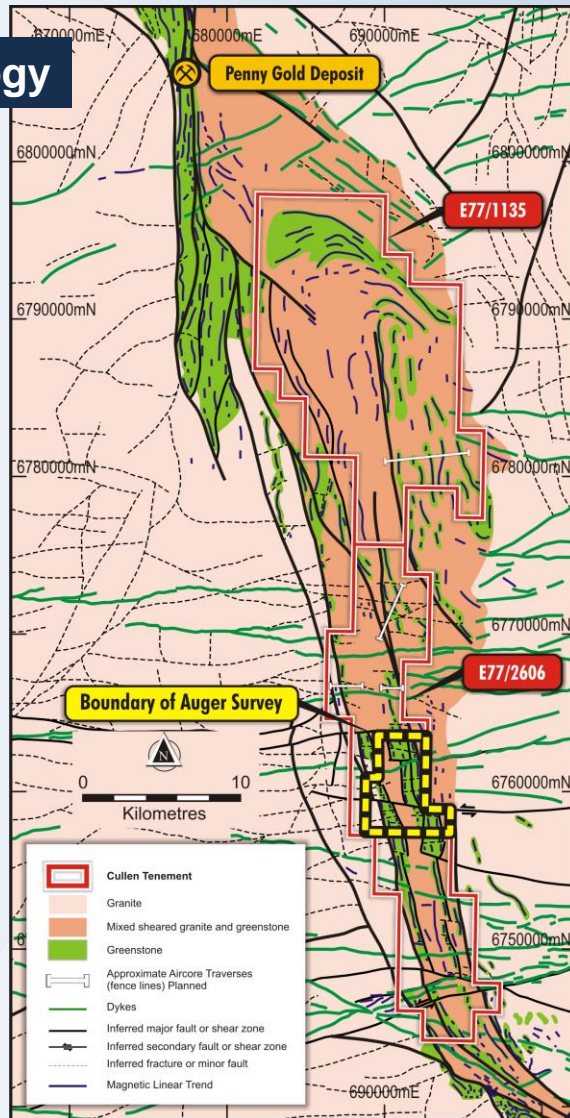 ogy
680000mE
690000mE
Penny Gold Deposit
6800000mN
6800000mN
E77/1135
6790000mN
6790000mN
6780000mN
6780000mN
6770000mN
E77/2606
Boundary of Auger Survey
N
0 10
Kilometres
6760000mN
Cullen Tenement
Granite
Mixed sheared granite and greenstone
Greenstone
Approximate Aircore Traverses
(fence lines) Planned
Dykes
Inferred major fault or shear zone
Inferred secondary fault or shear zone
Inferred fracture or minor fault
Magnetic Linear Trend
6750000mN
690000mE